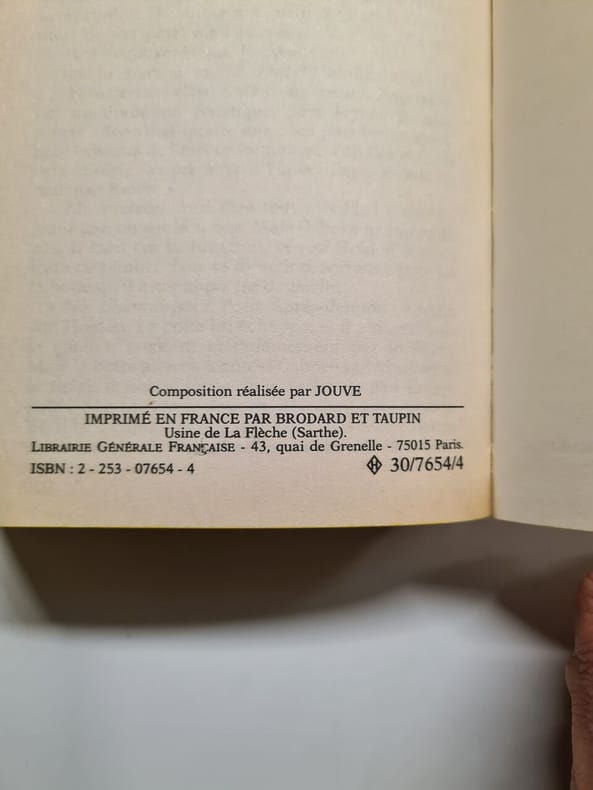 Composition réalisée par JOUVE
IMPRIMÉ EN FRANCE PAR BRODARD ET TAUPIN
Usine de La Flèche (Sarthe).
LIBRAIRIE GÉNÉRALE FRANÇAISE - 43, quai de Grenelle - 75015 Paris.
ISBN : 2 - 253 - 07654 - 4
30/7654/4